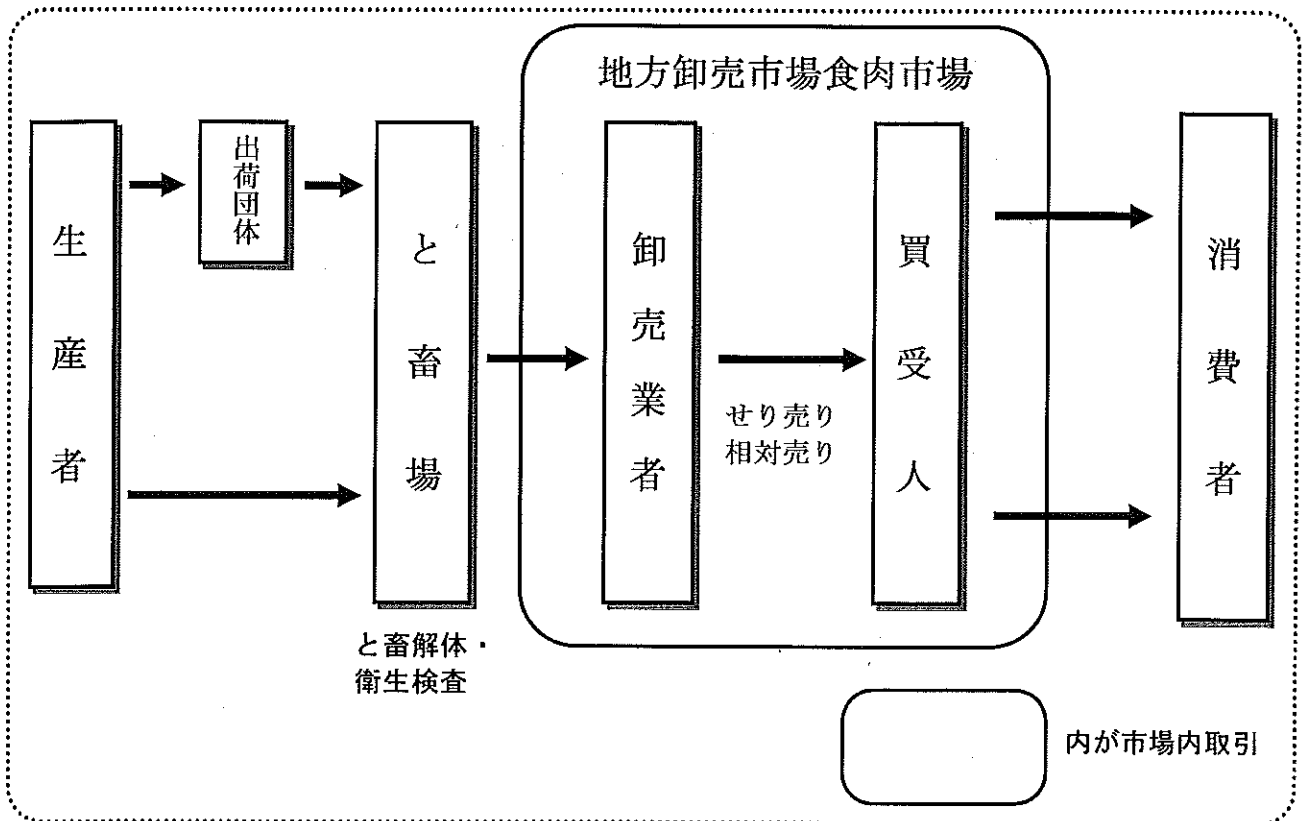 地方卸売市場食肉市場
生産者
出荷団体
と畜場
卸売業者
せり売り
相対売り
買受人
消費者
と畜解体・
衛生検査
内が市場内取引